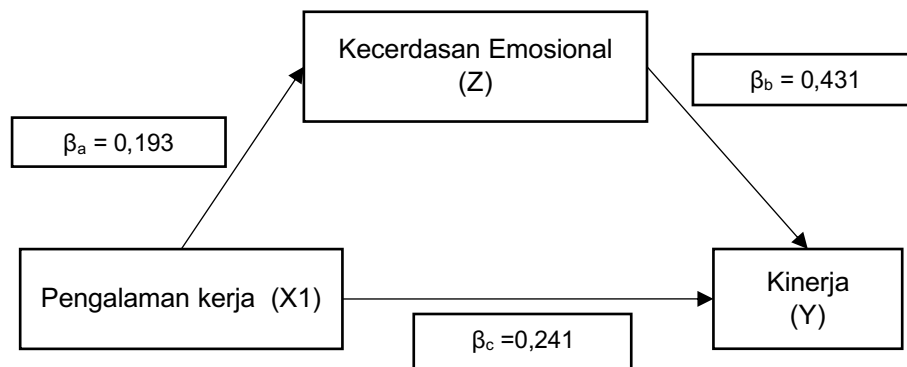 Kecerdasan Emosional
(Z)
βb = 0,431
βa = 0,193
Pengalaman kerja (X1)
Kinerja
(Y)
βc =0,241